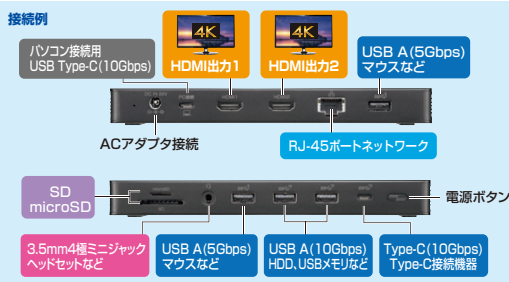 接続例
パソコン接続用
USB Type-C(10Gbps)
4K
HDMI出力1
4K
HDMI出力2
USB A(5Gbps)
マウスなど
HDMI1
HDMI2
ACアダプタ接続
RJ-45ポートネットワーク
SD
microSD
電源ボタン
3.5mm4極ミニジャック
ヘッドセットなど
USB A(5Gbps)
マウスなど
USB A(10Gbps)
HDD、USBメモリなど
Type-C(10Gbps)
Type-C接続機器